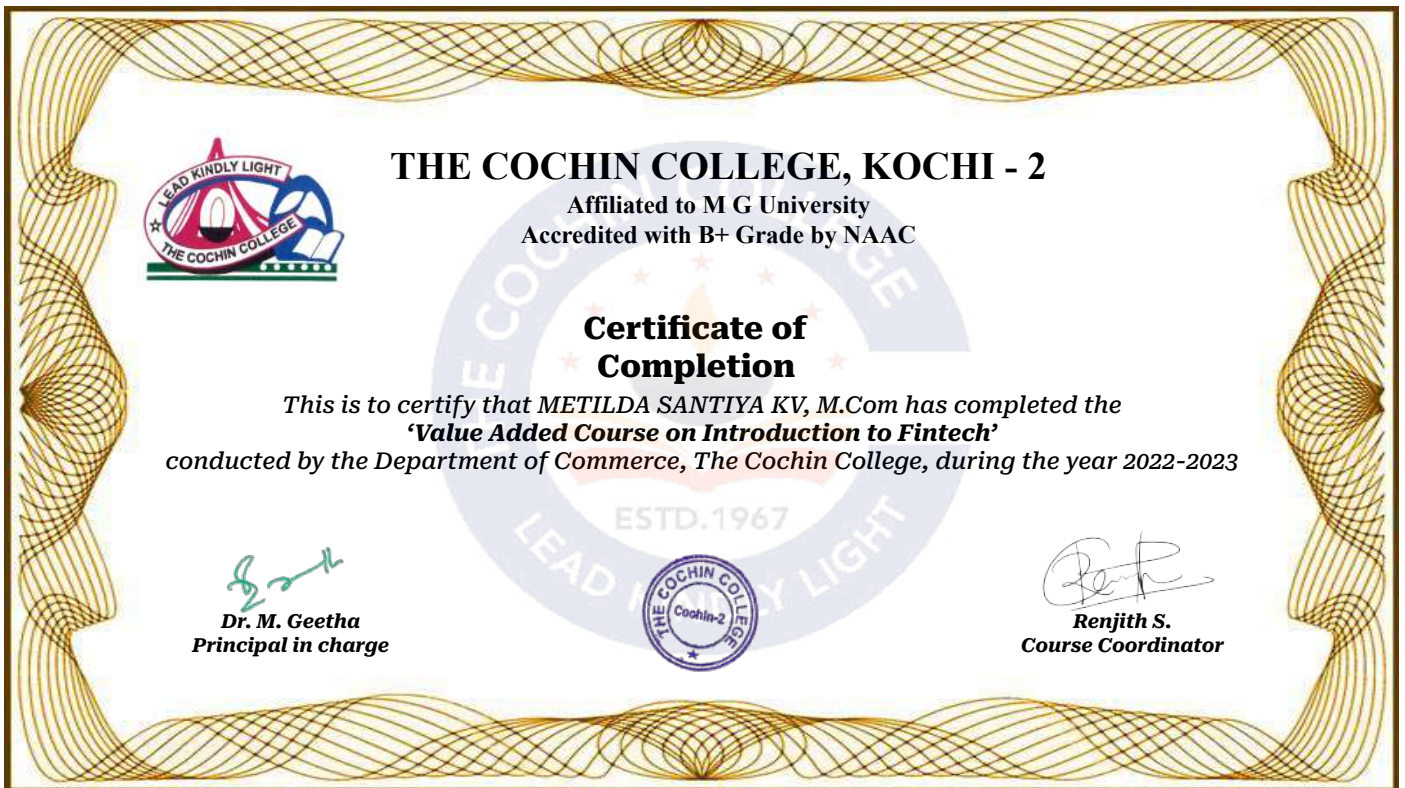 LEAD KINDLY LIGHT
THE COCHIN COLLEGE
THE COCHIN COLLEGE, KOCHI - 2
Affiliated to M G University
Accredited with B+ Grade by NAAC
THE COCHIN COLLEGE
Certificate of
Completion
This is to certify that METILDA SANTIYA KV, M.Com has completed the
‘Value Added Course on Introduction to Fintech’
conducted by the Department of Commerce, The Cochin College, during the year 2022-2023
ESTD.1967
LEAD KINDLY LIGHT
THE COCHIN COLLEGE
Cochin-2
Dr. M. Geetha
Principal in charge
Renjith S.
Course Coordinator